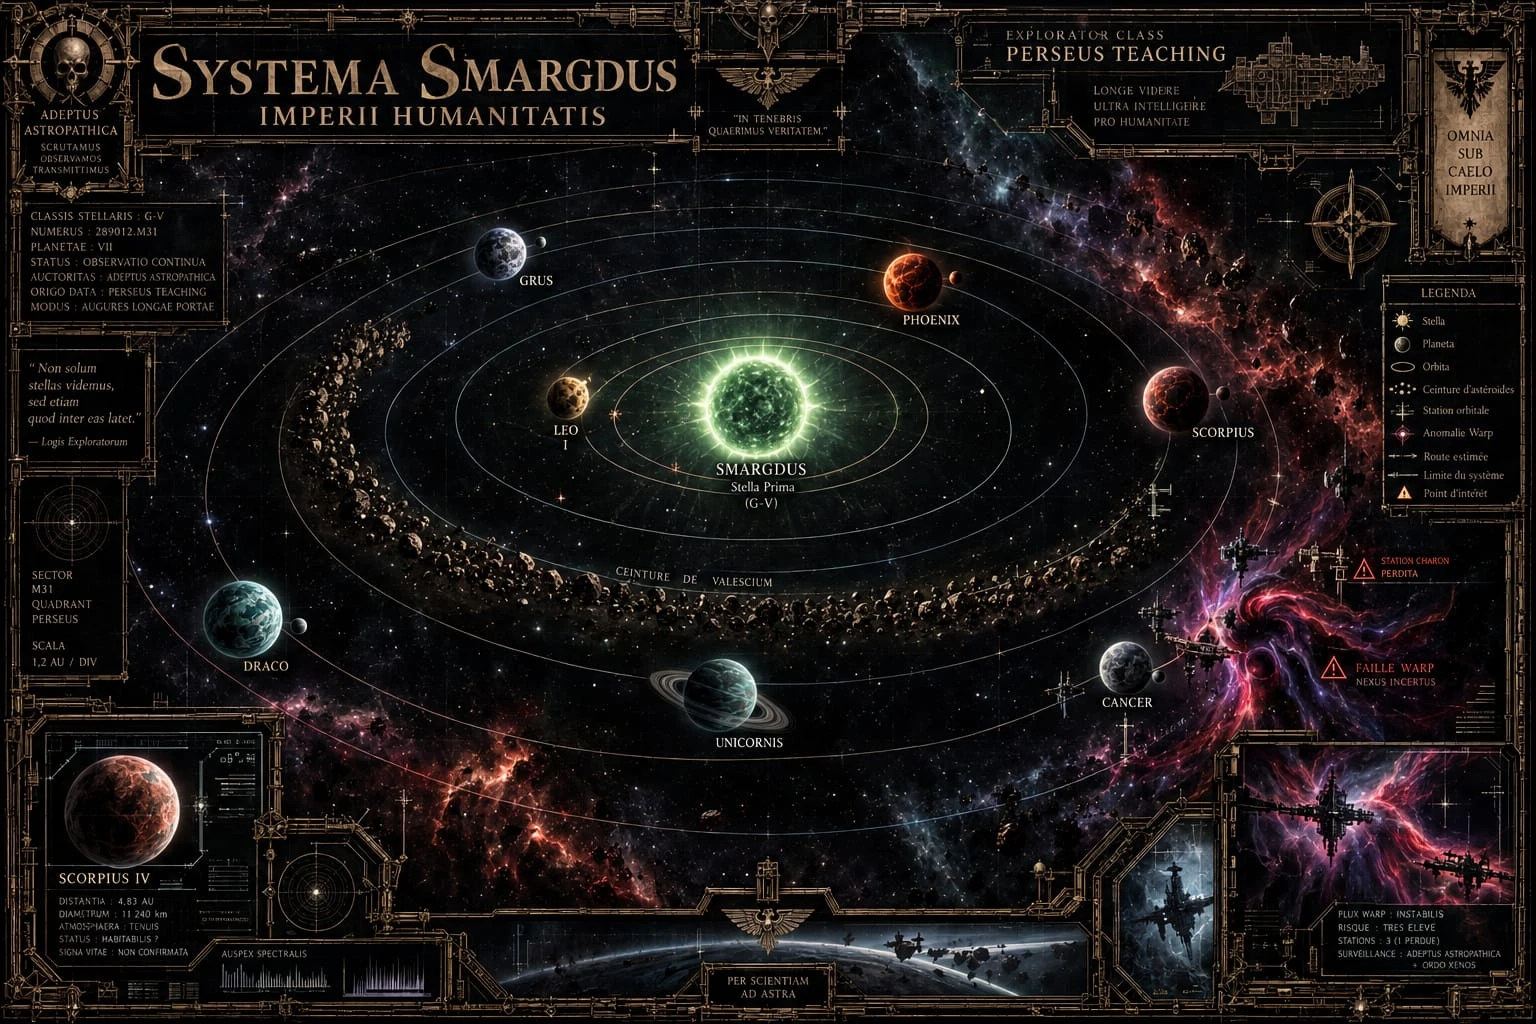 ADEPTUS
ASTROPATHICA
SCRUTAMUS
OBSERVAMOS
TRANSMITTIMUS
SYSTEMA SMARGDUS
IMPERII HUMANITATIS
"IN TENEBRIS
QUAERIMUS VERITATEM."
EXPLORATOR CLASS
PERSEUS TEACHING
LONGE VIDERE
ULTRA INTELLIGERE
PRO HUMANITATE
OMNIA
SUB
CAELO
IMPERII
CLASSIS STELLARIS : G-V
NUMERUS : 289012.M31
PLANETAE : VII
STATUS : OBSERVATIO CONTINUA
AUCTORITAS : ADEPTUS ASTROPATHICA
ORIGO DATA : PERSEUS TEACHING
MODUS : AUGURES LONGAE PORTAE
" Non solum
stellas videmus,
sed etiam
quod inter eas latet."
— Logis Exploratorum
SECTOR
M31
QUADRANT
PERSEUS
SCALA
1,2 AU / DIV
GRUS
PHOENIX
LEO
I
SMARGDUS
Stella Prima
(G-V)
SCORPIUS
CEINTURE DE VALESCIUM
DRACO
UNICORNIS
CANCER
LEGENDA
Stella
Planeta
Orbita
Ceinture d'astéroïdes
Station orbitale
Anomalie Warp
Route estimée
Limite du système
Point d'intérêt
STATION CHARON
PERDITA
FAILLE WARP
NEXUS INCERTUS
SCORPIUS IV
DISTANTIA : 4,83 AU
DIAMETRUM : 11 240 km
ATMOSPHAERA : TENUIS
STATUS : HABITABILIS ?
SIGNA VITAE : NON CONFIRMATA
AUSPEX SPECTRALIS
PER SCIENTIAM
AD ASTRA
FLUX WARP : INSTABILIS
RISQUE : TRES ELEVE
STATIONS : 3 (1 PERDUE)
SURVEILLANCE : ADEPTUS ASTROPATHICA
+ ORDO XENOS